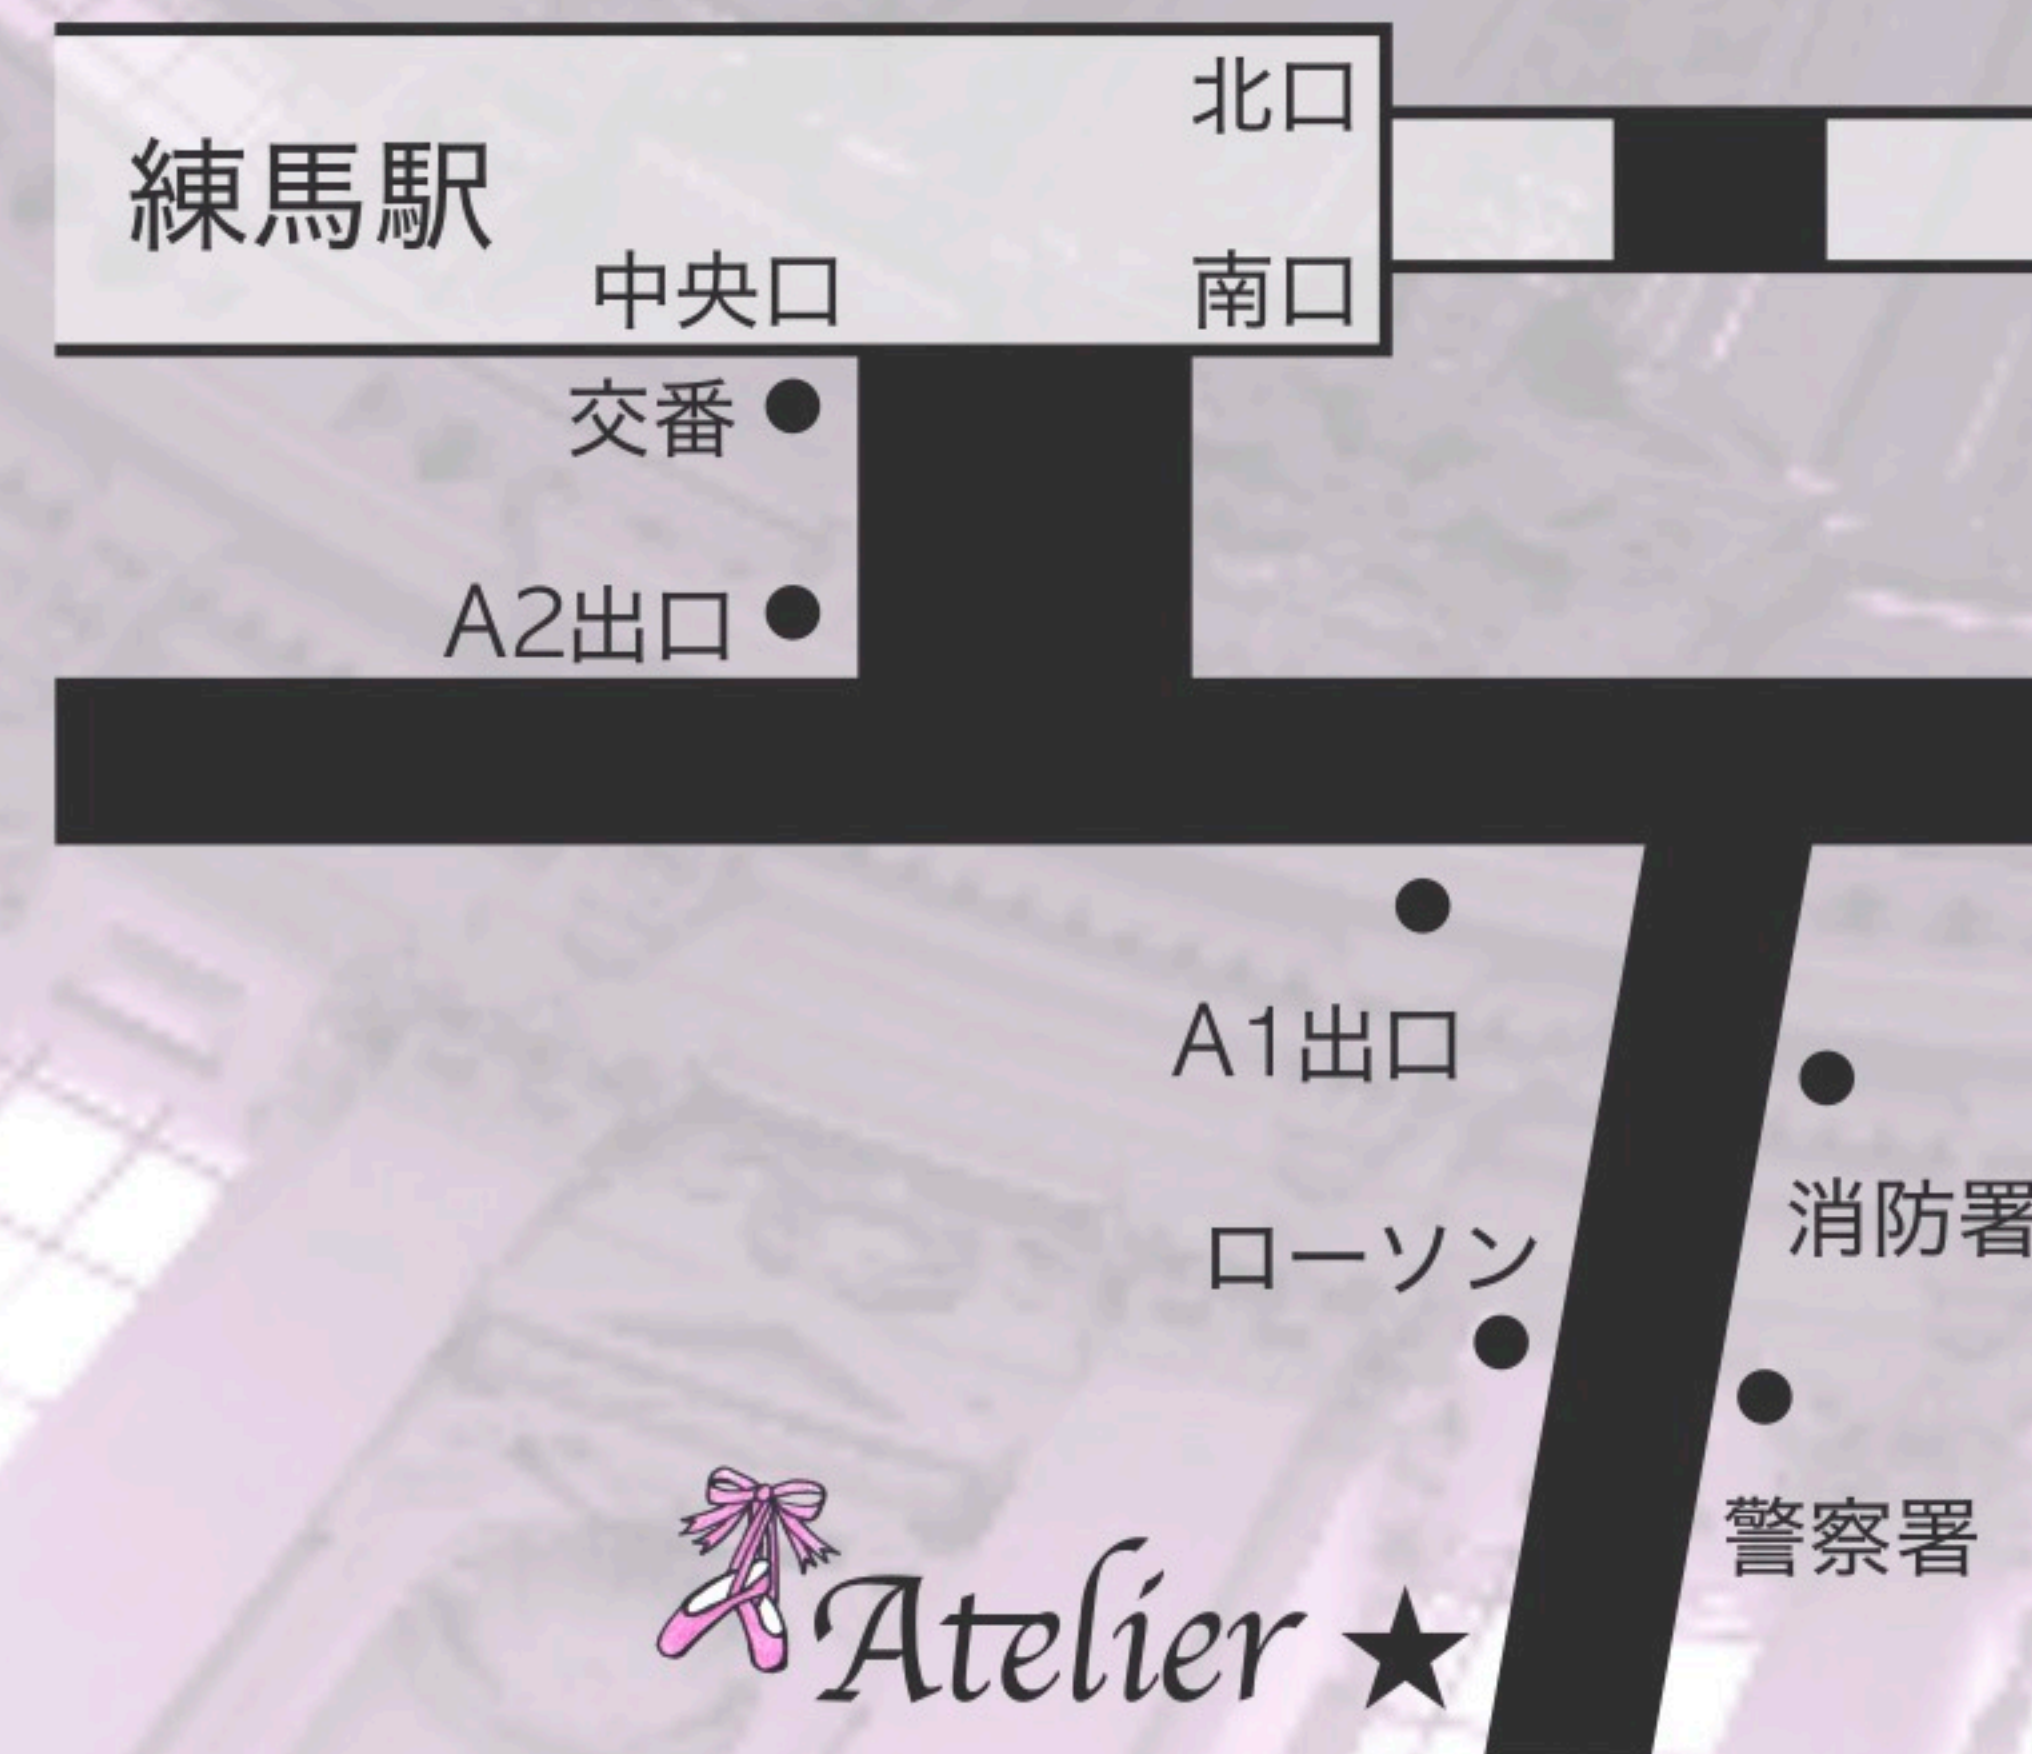 北口
練馬駅
中央口
南口
交番
A2出口
A1出口
消防署
ローソン
警察署
Atelier ★